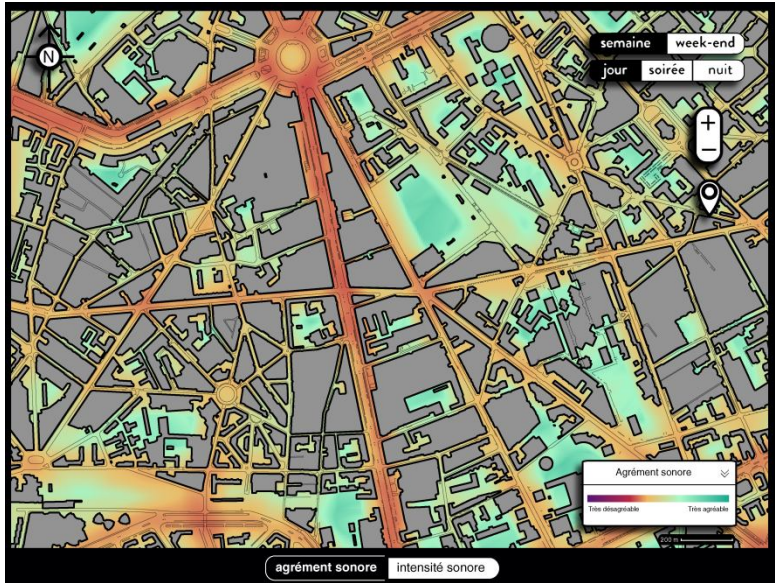 N
semaine week-end
jour soirée nuit
+
−
Agrément sonore
Très désagréable Très agréable
200 m
agrément sonore intensité sonore